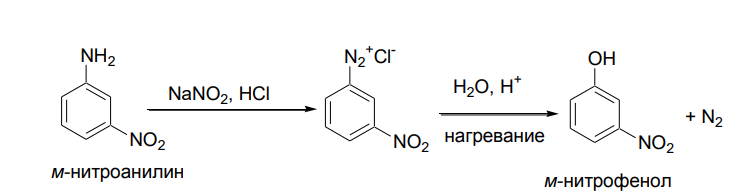 NH₂
NO₂
м-нитроанилин
NaNO₂, HCl
N₂⁺Cl⁻
NO₂
H₂O, H⁺
нагревание
OH
NO₂
м-нитрофенол
+ N₂